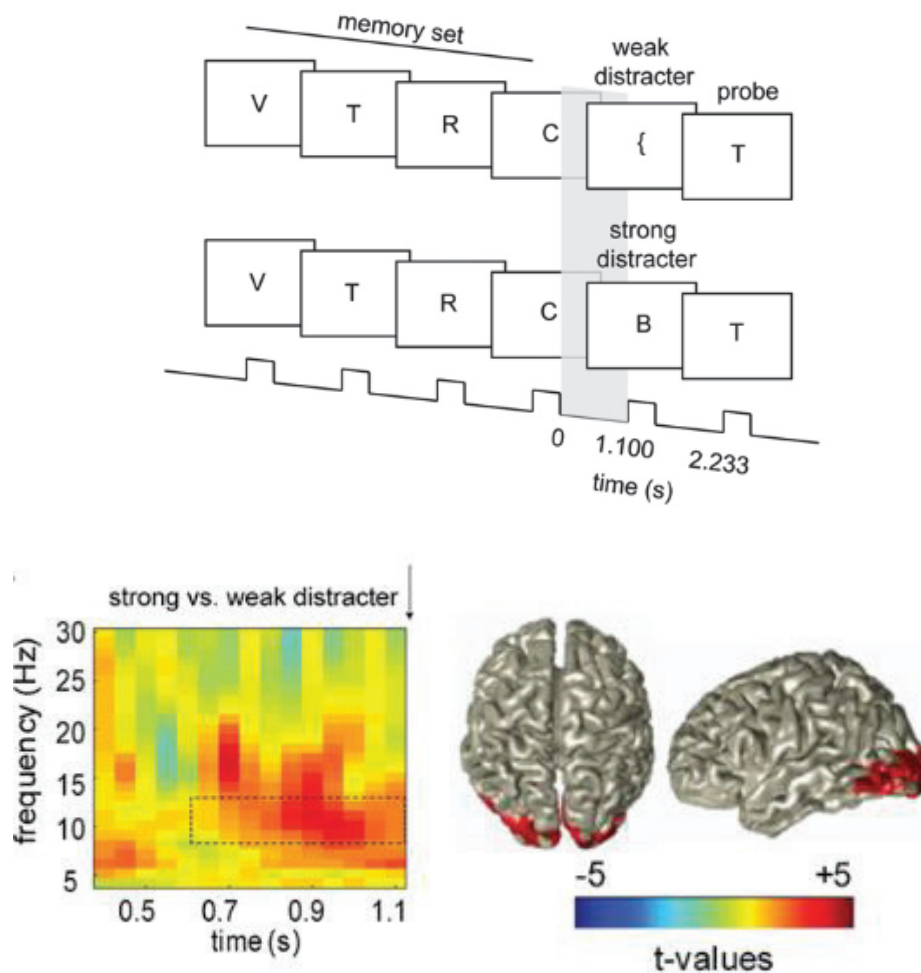 memory set
weak
distracter
probe
V
T
R
C
{
T
strong
distracter
V
T
R
C
B
T
0
1.100
2.233
time (s)
strong vs. weak distracter
frequency (Hz)
30
25
20
15
10
5
0.5
0.7
0.9
1.1
time (s)
-5
+5
t-values